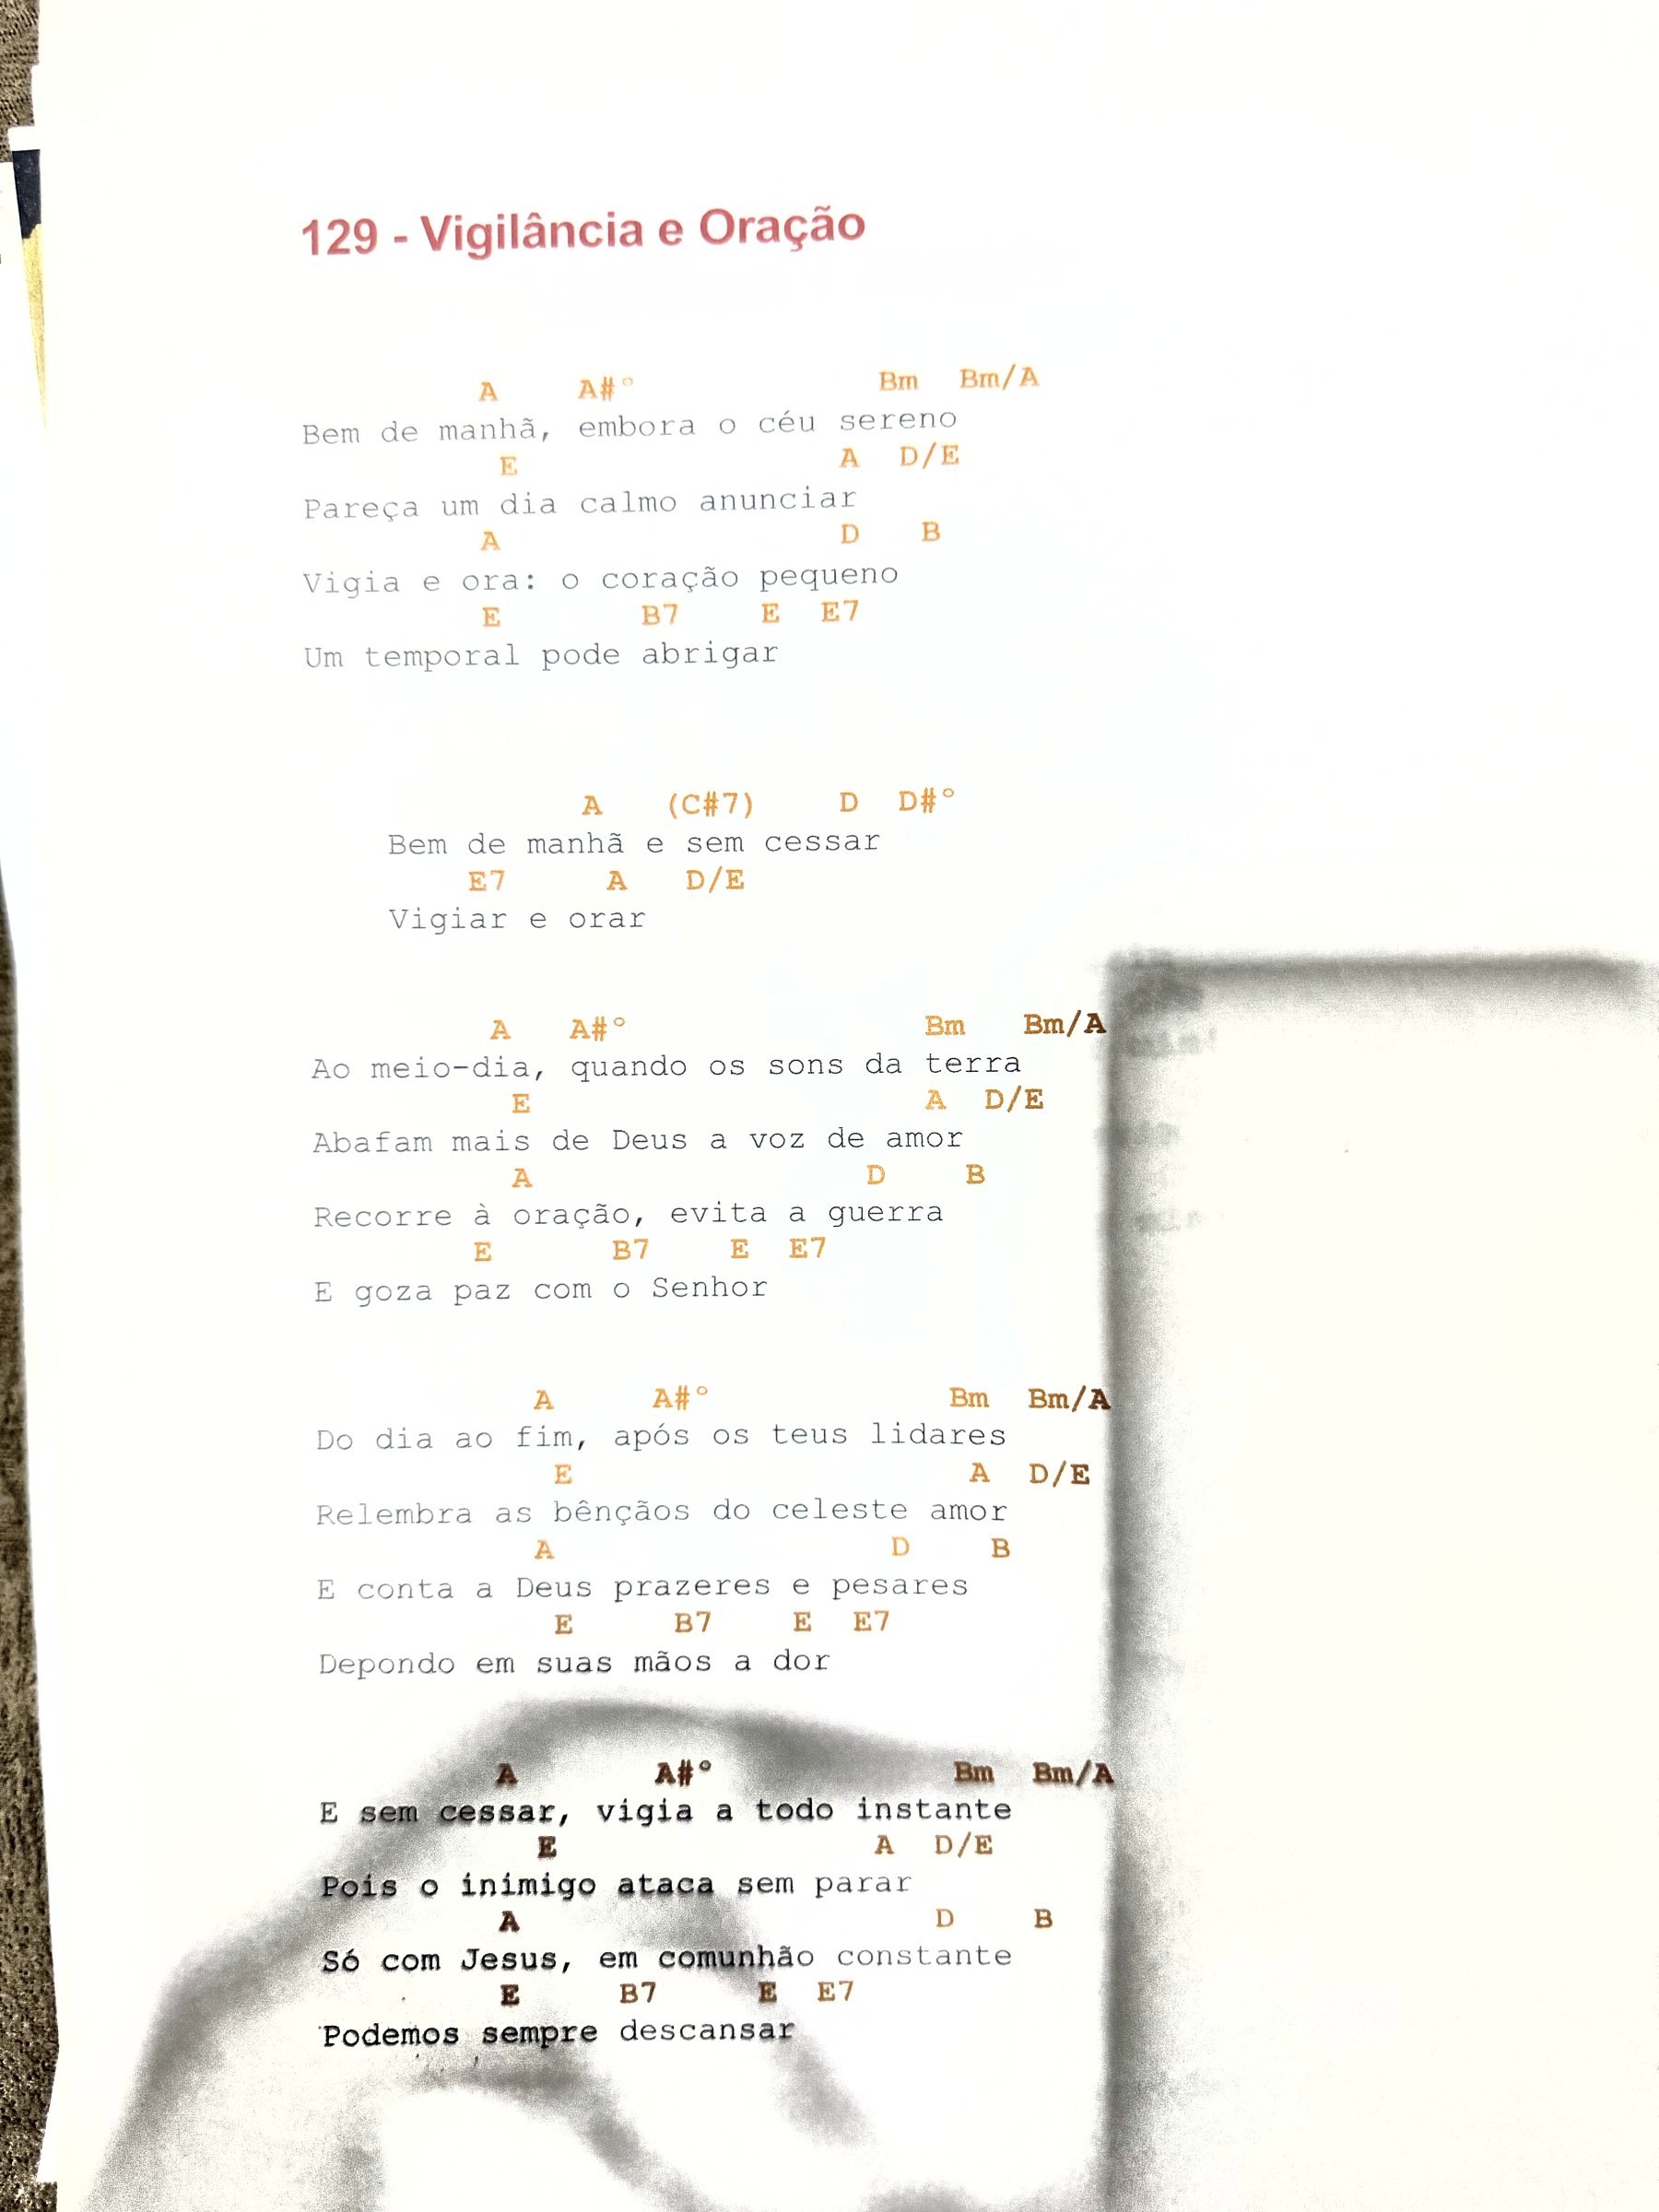 129 - Vigilância e Oração
A A#° Bm Bm/A
Bem de manhã, embora o céu sereno
E A D/E
Pareça um dia calmo anunciar
A D B
Vigia e ora: o coração pequeno
E B7 E E7
Um temporal pode abrigar
A (C#7) D D#°
Bem de manhã e sem cessar
E7 A D/E
Vigiar e orar
A A#° Bm Bm/A
Ao meio-dia, quando os sons da terra
E A D/E
Abafam mais de Deus a voz de amor
A D B
Recorre à oração, evita a guerra
E B7 E E7
E goza paz com o Senhor
A A#° Bm Bm/A
Do dia ao fim, após os teus lidares
E A D/E
Relembra as bênçãos do celeste amor
A D B
E conta a Deus prazeres e pesares
E B7 E E7
Depondo em suas mãos a dor
A A#° Bm Bm/A
E sem cessar, vigia a todo instante
E A D/E
Pois o inimigo ataca sem parar
A D B
Só com Jesus, em comunhão constante
E B7 E E7
Podemos sempre descansar